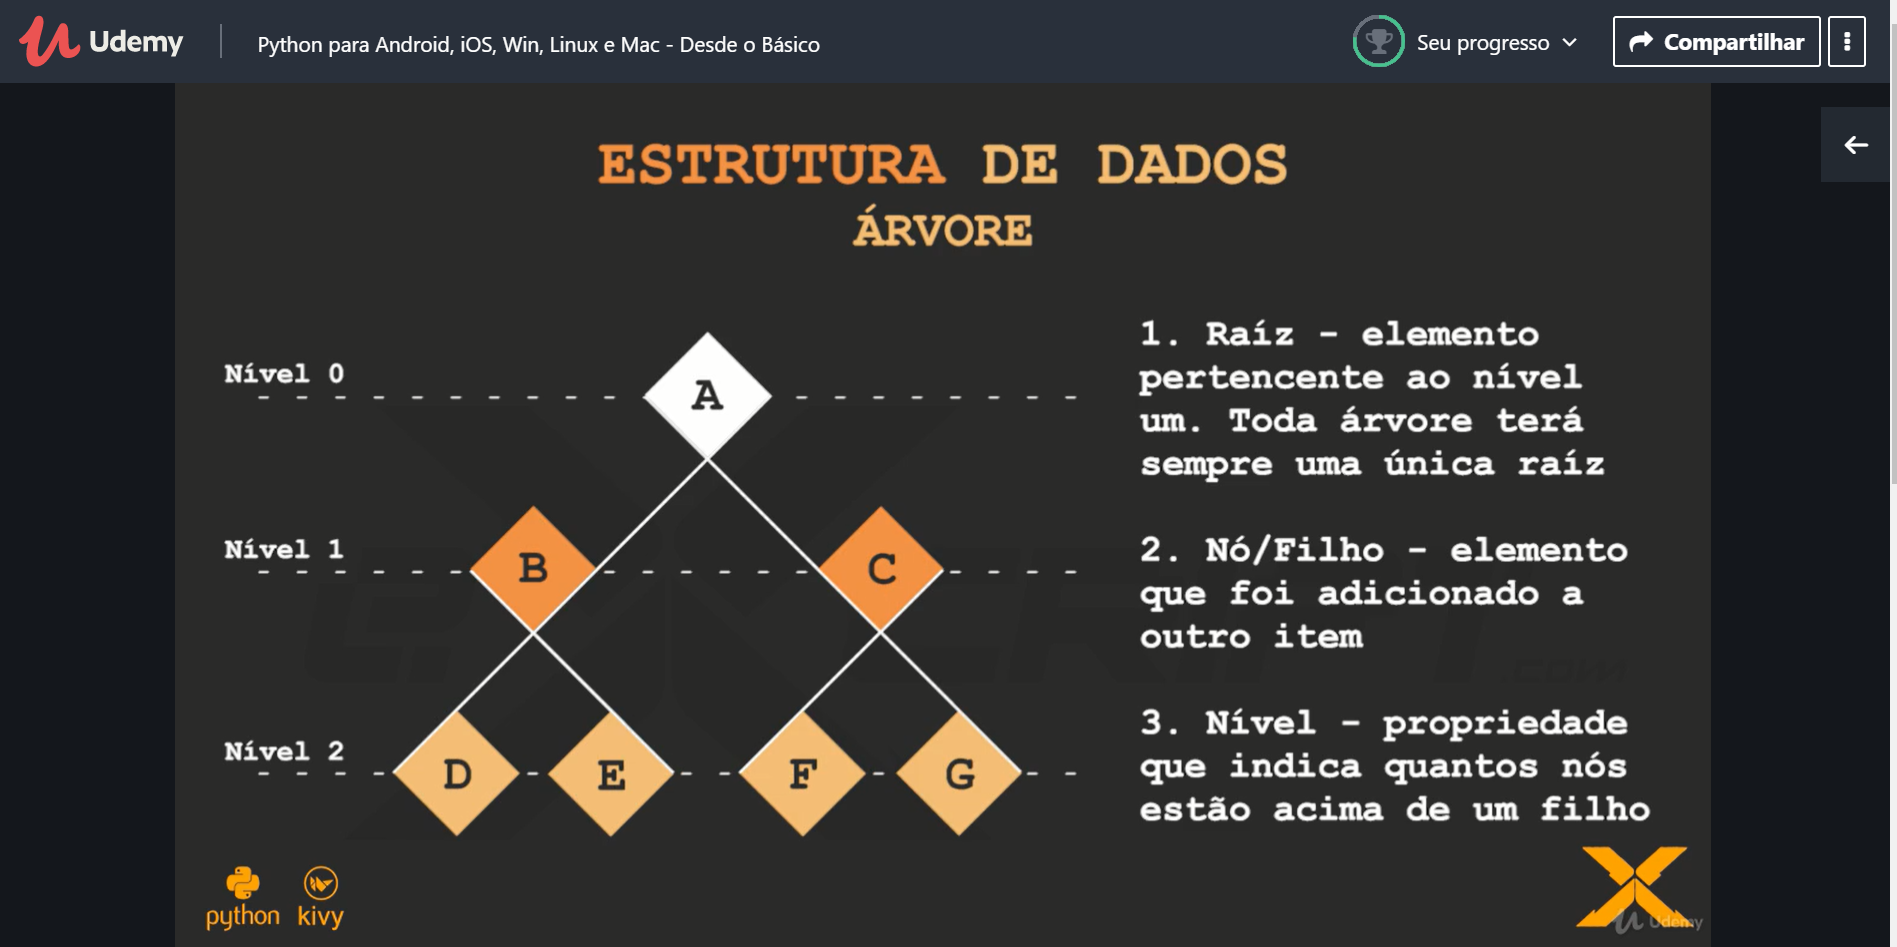 Udemy
Python para Android, iOS, Win, Linux e Mac - Desde o Básico
Seu progresso
Compartilhar
ESTRUTURA DE DADOS
ÁRVORE
Nível 0
A
Nível 1
B
C
Nível 2
D
E
F
G
1. Raíz - elemento
pertencente ao nível
um. Toda árvore terá
sempre uma única raíz
2. Nó/Filho - elemento
que foi adicionado a
outro item
3. Nível - propriedade
que indica quantos nós
estão acima de um filho
python
kivy
Udemy